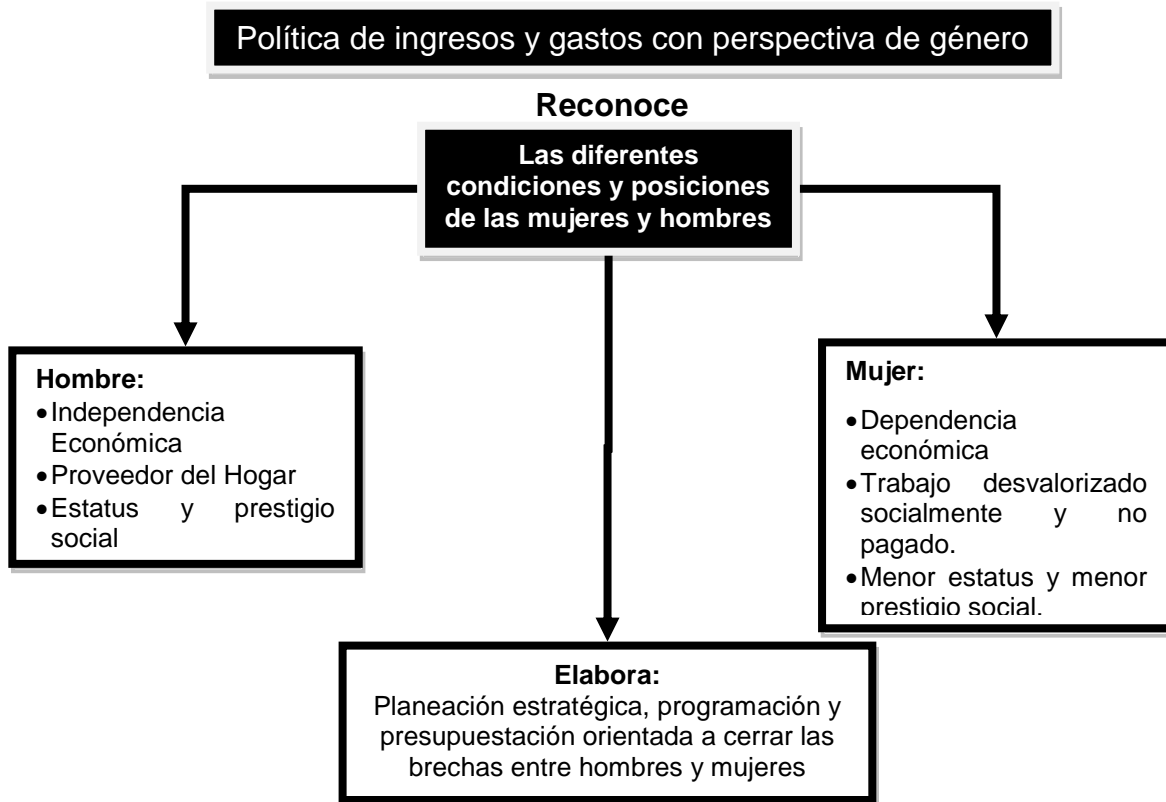 Política de ingresos y gastos con perspectiva de género
Reconoce
Las diferentes
condiciones y posiciones
de las mujeres y hombres
Hombre:
•Independencia
Económica
•Proveedor del Hogar
•Estatus y prestigio
social
Mujer:
•Dependencia
económica
•Trabajo desvalorizado
socialmente y no
pagado.
•Menor estatus y menor
prestigio social.
Elabora:
Planeación estratégica, programación y
presupuestación orientada a cerrar las
brechas entre hombres y mujeres